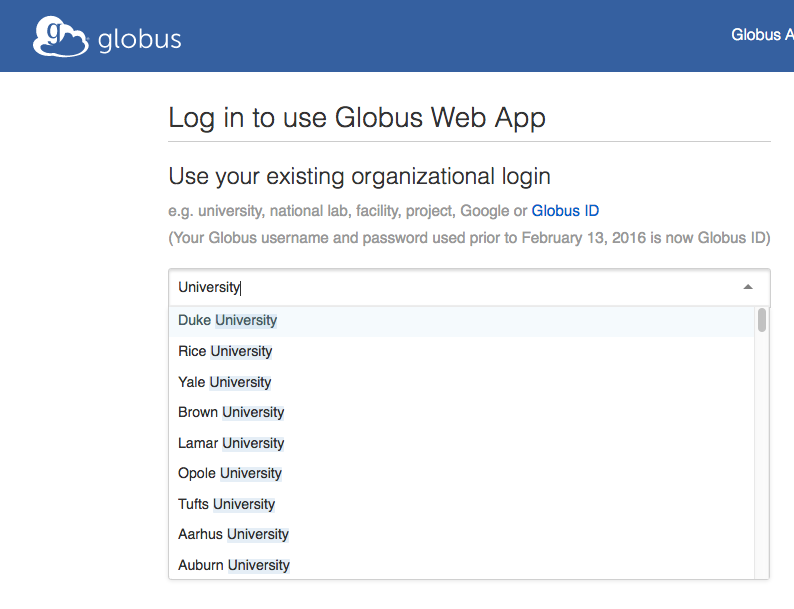 globus
Globus A
Log in to use Globus Web App
Use your existing organizational login
e.g. university, national lab, facility, project, Google or Globus ID
(Your Globus username and password used prior to February 13, 2016 is now Globus ID)
University
Duke University
Rice University
Yale University
Brown University
Lamar University
Opole University
Tufts University
Aarhus University
Auburn University